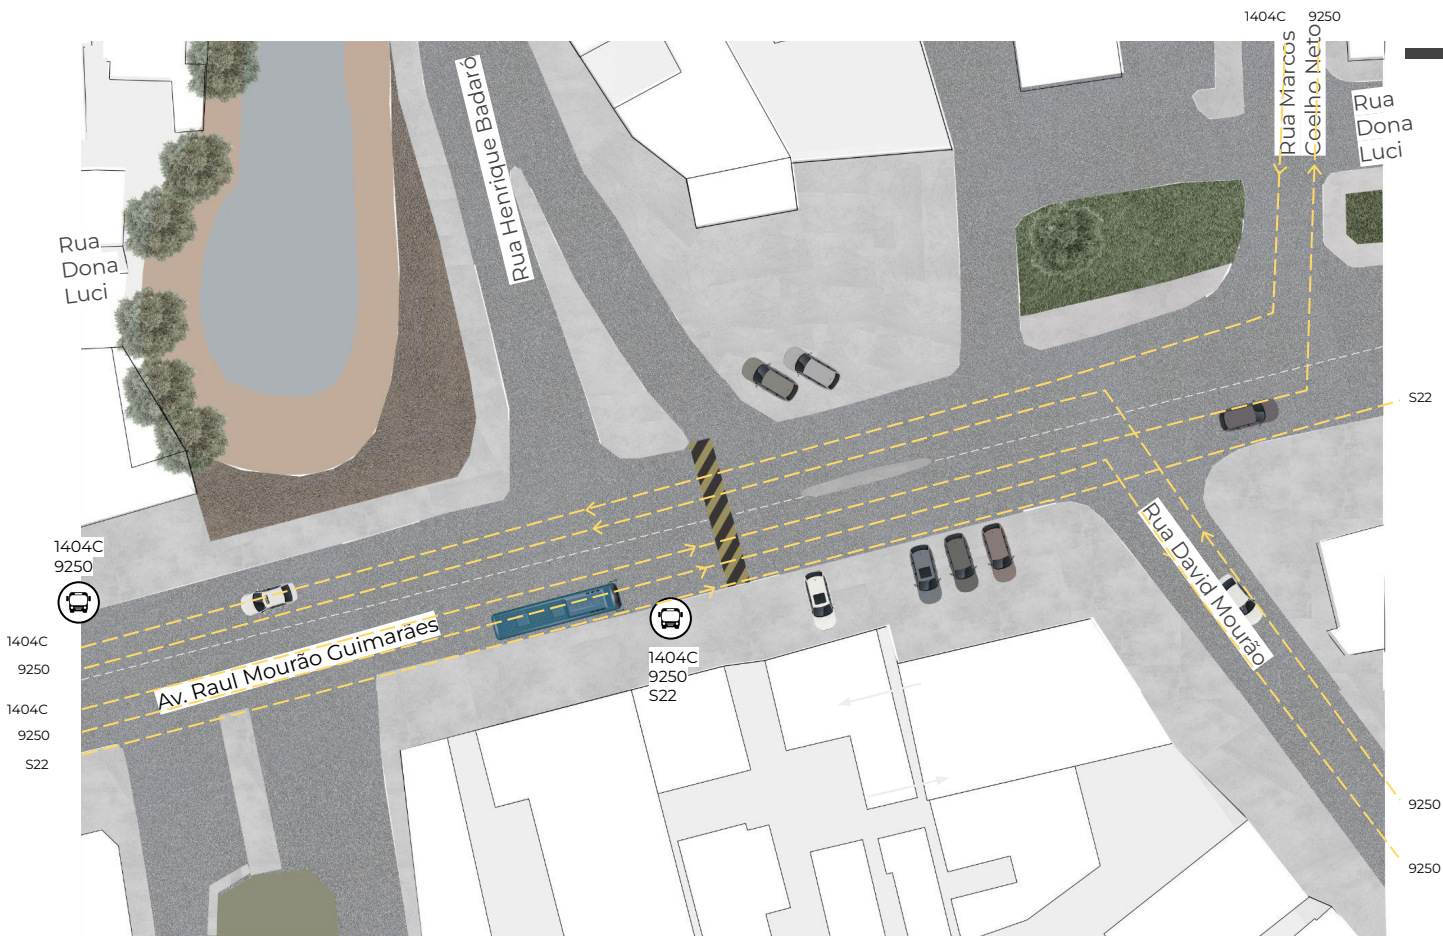 1404C 9250
Rua Marcos
Coelho Neto
Rua
Dona
Luci
Rua Henrique Badaró
Rua
Dona
Luci
S22
1404C
9250
Rua David Mourão
Av. Raul Mourão Guimarães
1404C
9250
S22
1404C
9250
1404C
9250
S22
9250
9250